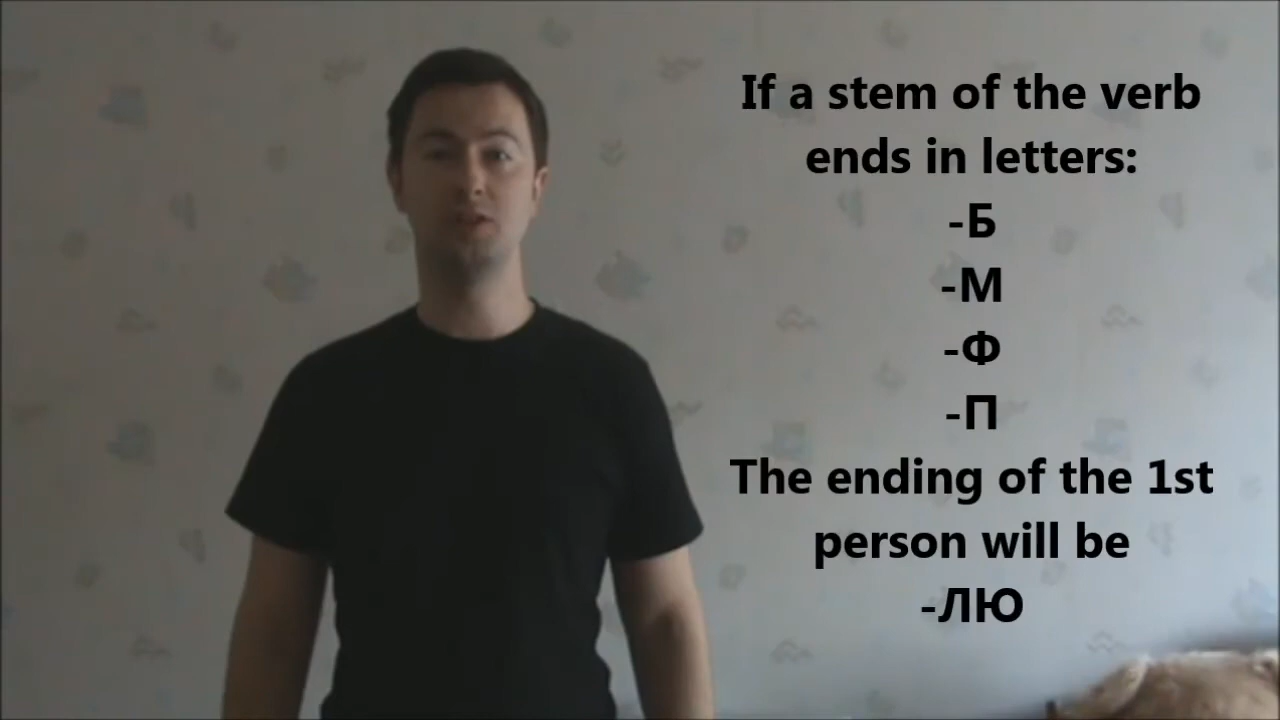 If a stem of the verb
ends in letters:
-Б
-М
-Ф
-П
The ending of the 1st
person will be
-ЛЮ